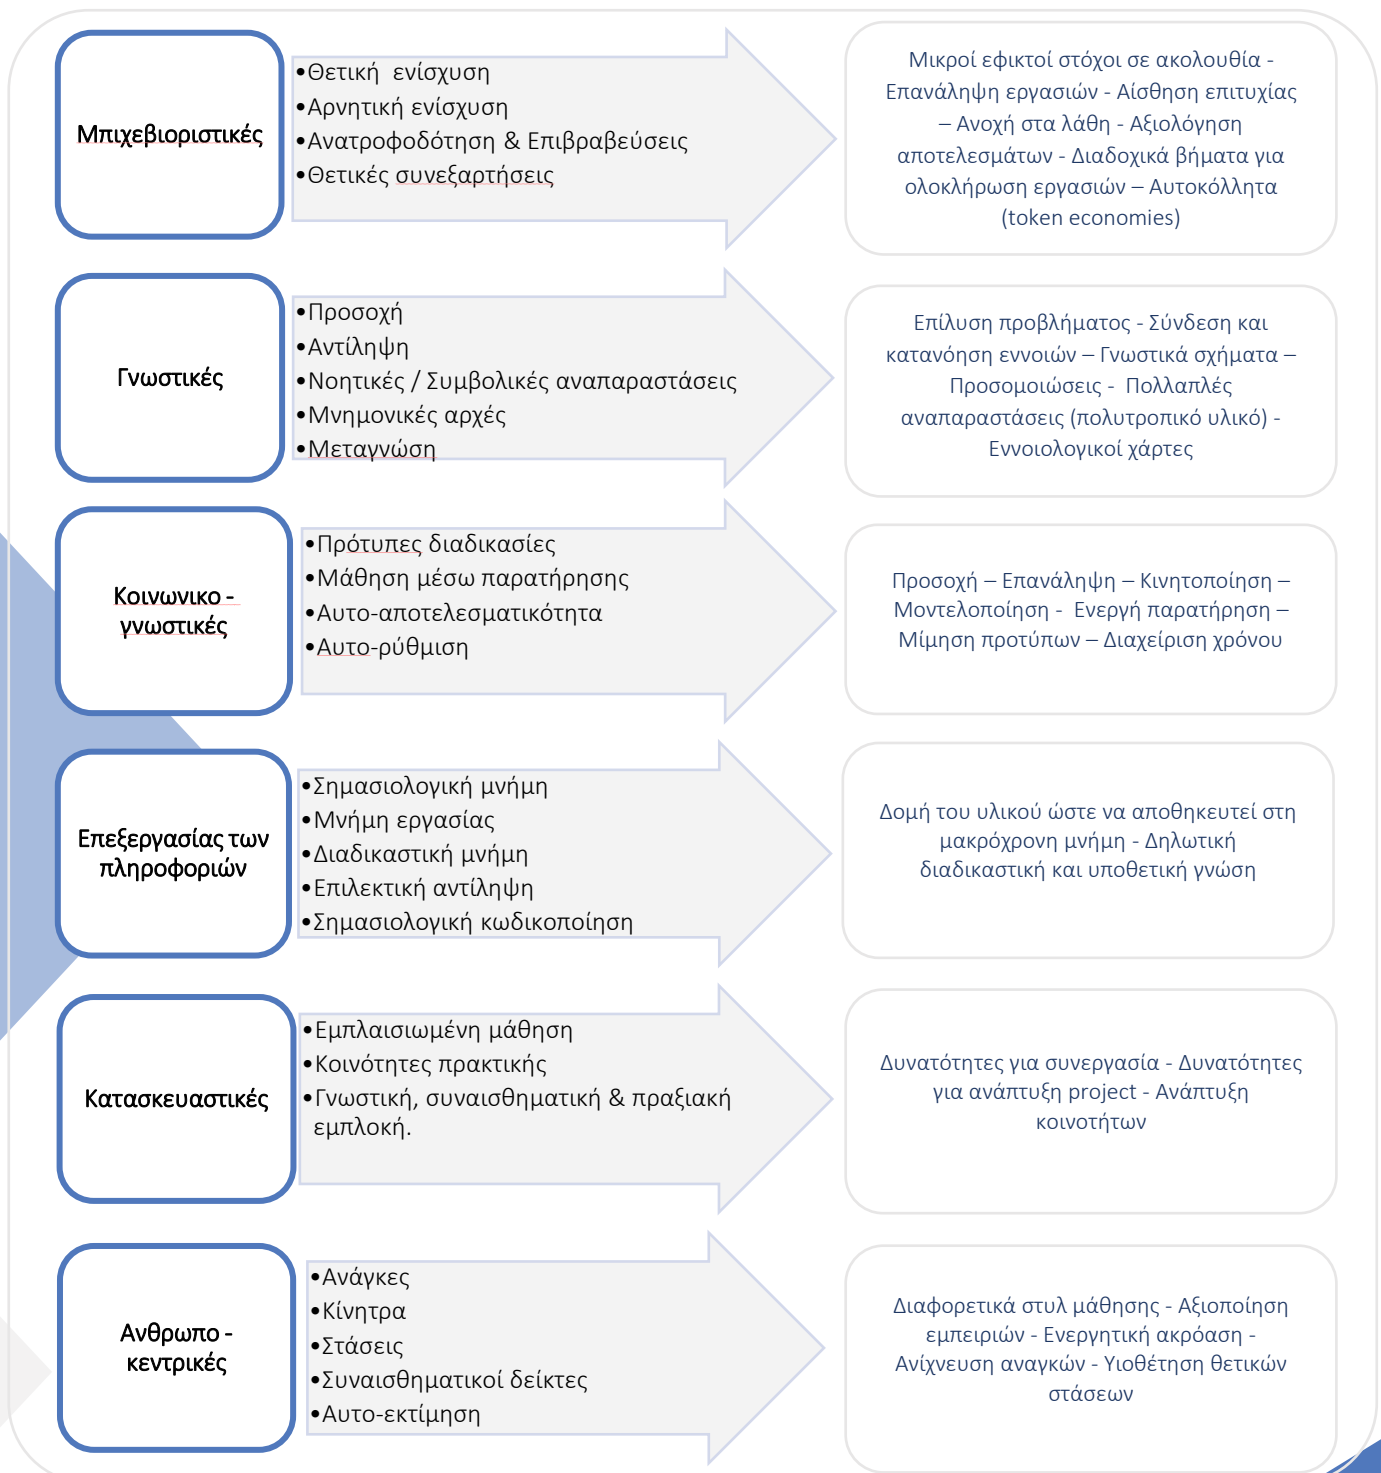 Μπιχεβιοριστικές
•Θετική ενίσχυση
•Αρνητική ενίσχυση
•Ανατροφοδότηση & Επιβραβεύσεις
•Θετικές συνεξαρτήσεις
Μικροί εφικτοί στόχοι σε ακολουθία -
Επανάληψη εργασιών - Αίσθηση επιτυχίας
– Ανοχή στα λάθη - Αξιολόγηση
αποτελεσμάτων - Διαδοχικά βήματα για
ολοκλήρωση εργασιών – Αυτοκόλλητα
(token economies)
Γνωστικές
•Προσοχή
•Αντίληψη
•Νοητικές / Συμβολικές αναπαραστάσεις
•Μνημονικές αρχές
•Μεταγνώση
Επίλυση προβλήματος - Σύνδεση και
κατανόηση εννοιών – Γνωστικά σχήματα –
Προσομοιώσεις - Πολλαπλές
αναπαραστάσεις (πολυτροπικό υλικό) -
Εννοιολογικοί χάρτες
Κοινωνικο -
γνωστικές
•Πρότυπες διαδικασίες
•Μάθηση μέσω παρατήρησης
•Αυτο-αποτελεσματικότητα
•Αυτο-ρύθμιση
Προσοχή – Επανάληψη – Κινητοποίηση –
Μοντελοποίηση - Ενεργή παρατήρηση –
Μίμηση προτύπων – Διαχείριση χρόνου
Επεξεργασίας των
πληροφοριών
•Σημασιολογική μνήμη
•Μνήμη εργασίας
•Διαδικαστική μνήμη
•Επιλεκτική αντίληψη
•Σημασιολογική κωδικοποίηση
Δομή του υλικού ώστε να αποθηκευτεί στη
μακρόχρονη μνήμη - Δηλωτική
διαδικαστική και υποθετική γνώση
Κατασκευαστικές
•Εμπλαισιωμένη μάθηση
•Κοινότητες πρακτικής
•Γνωστική, συναισθηματική & πραξιακή
εμπλοκή.
Δυνατότητες για συνεργασία - Δυνατότητες
για ανάπτυξη project - Ανάπτυξη
κοινοτήτων
Ανθρωπο -
κεντρικές
•Ανάγκες
•Κίνητρα
•Στάσεις
•Συναισθηματικοί δείκτες
•Αυτο-εκτίμηση
Διαφορετικά στυλ μάθησης - Αξιοποίηση
εμπειριών - Ενεργητική ακρόαση -
Ανίχνευση αναγκών - Υιοθέτηση θετικών
στάσεων